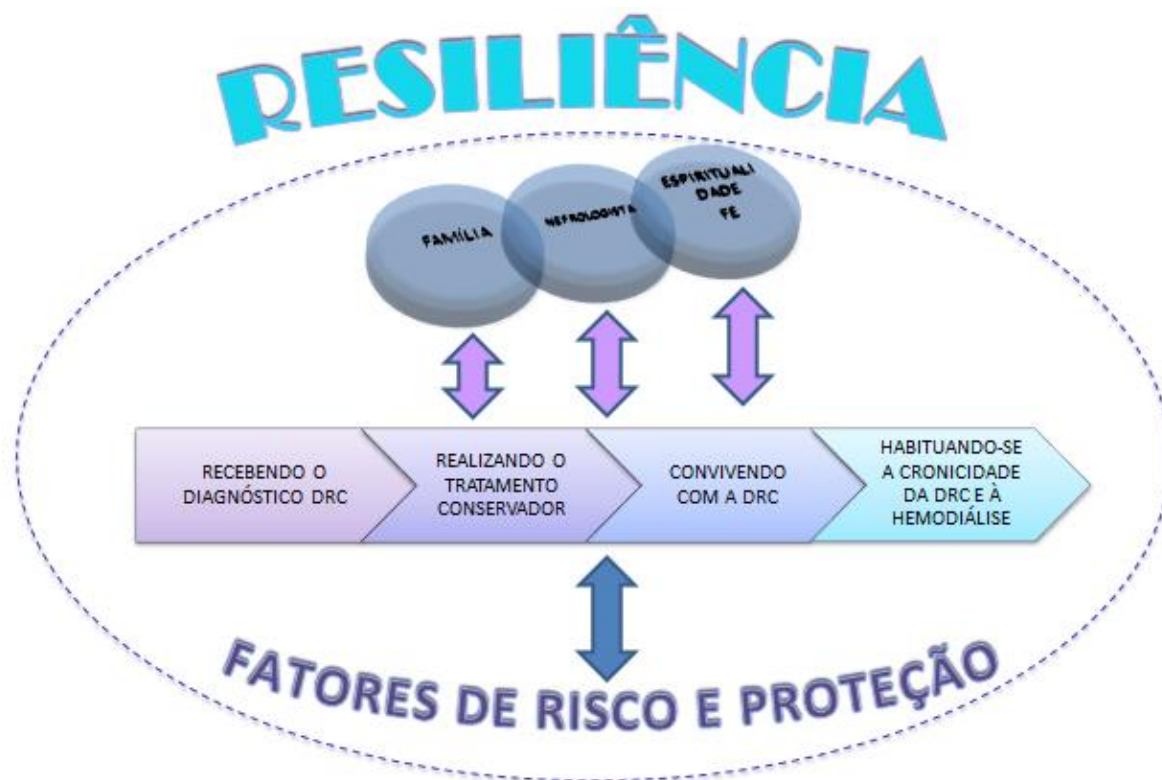 RESILIÊNCIA
FAMÍLIA
NEFROLOGISTA
ESPIRITUALI
DADE
FÉ
RECEBENDO O
DIAGNÓSTICO DRC
REALIZANDO O
TRATAMENTO
CONSERVADOR
CONVIVENDO
COM A DRC
HABITUANDO-SE
A CRONICIDADE
DA DRC E À
HEMODIÁLISE
FATORES DE RISCO E PROTEÇÃO